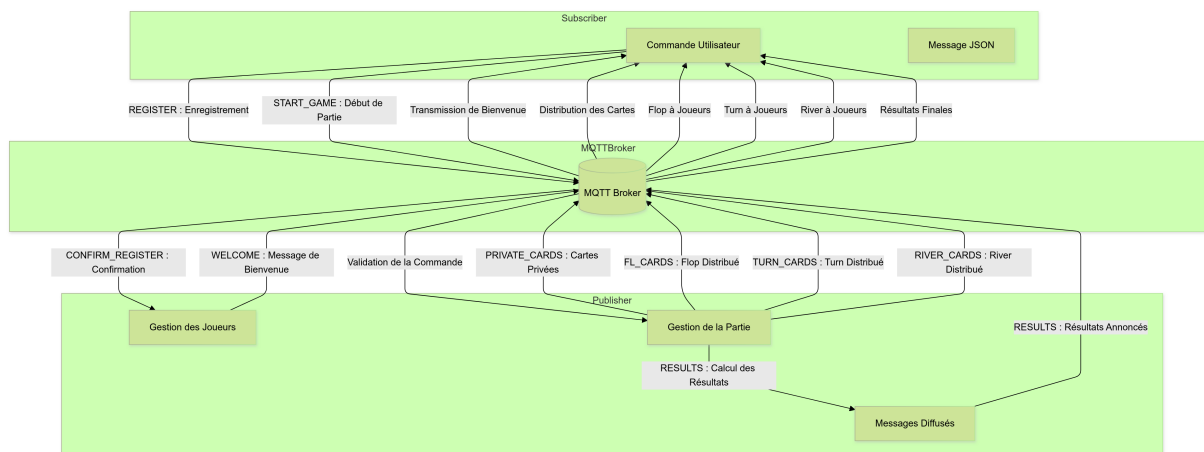 Subscriber
Commande Utilisateur
Message JSON
REGISTER : Enregistrement
START_GAME : Début de
Partie
Transmission de Bienvenue
Distribution des Cartes
Flop à Joueurs
Turn à Joueurs
River à Joueurs
Résultats Finales
MQTTBroker
MQTT Broker
CONFIRM_REGISTER :
Confirmation
WELCOME : Message de
Bienvenue
Validation de la Commande
PRIVATE_CARDS : Cartes
Privées
FL_CARDS : Flop Distribué
TURN_CARDS : Turn Distribué
RIVER_CARDS : River
Distribué
Publisher
Gestion des Joueurs
Gestion de la Partie
RESULTS : Résultats Annoncés
RESULTS : Calcul des
Résultats
Messages Diffusés